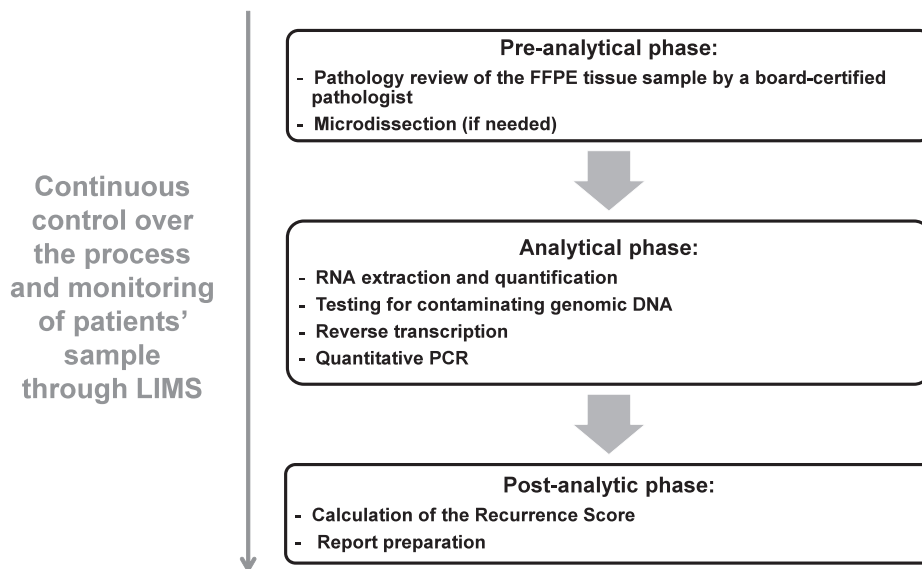 Continuous
control over
the process
and monitoring
of patients’
sample
through LIMS
Pre-analytical phase:
- Pathology review of the FFPE tissue sample by a board-certified
pathologist
- Microdissection (if needed)
Analytical phase:
- RNA extraction and quantification
- Testing for contaminating genomic DNA
- Reverse transcription
- Quantitative PCR
Post-analytic phase:
- Calculation of the Recurrence Score
- Report preparation